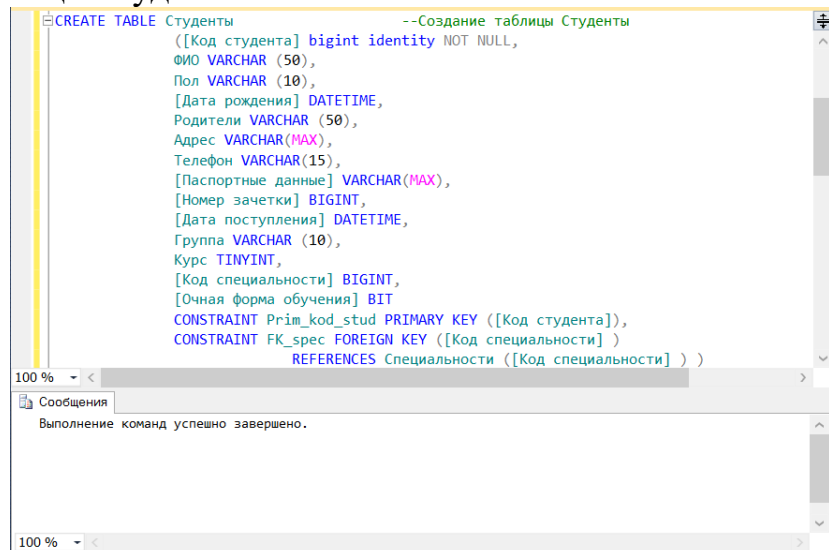 CREATE TABLE Студенты --Создание таблицы Студенты
([Код студента] bigint identity NOT NULL,
ФИО VARCHAR (50),
Пол VARCHAR (10),
[Дата рождения] DATETIME,
Родители VARCHAR (50),
Адрес VARCHAR(MAX),
Телефон VARCHAR(15),
[Паспортные данные] VARCHAR(MAX),
[Номер зачетки] BIGINT,
[Дата поступления] DATETIME,
Группа VARCHAR (10),
Курс TINYINT,
[Код специальности] BIGINT,
[Очная форма обучения] BIT
CONSTRAINT Prim_kod_stud PRIMARY KEY ([Код студента]),
CONSTRAINT FK_spec FOREIGN KEY ([Код специальности] )
REFERENCES Специальности ([Код специальности] ) )
100 %
Сообщения
Выполнение команд успешно завершено.
100 %